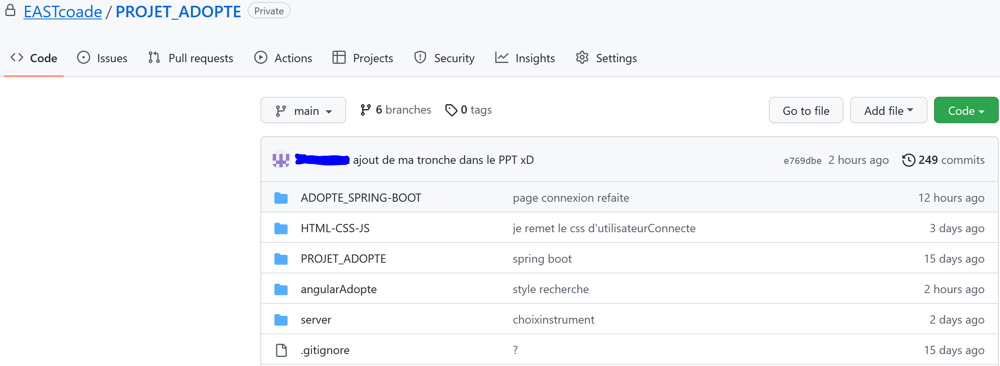 EASTcoade / PROJET_ADOPTE Private
Code Issues Pull requests Actions Projects Security Insights Settings
main 6 branches 0 tags Go to file Add file Code
ajout de ma tronche dans le PPT xD e769dbe 2 hours ago 249 commits
ADOPTE_SPRING-BOOT page connexion refaite 12 hours ago
HTML-CSS-JS je remet le css d'utilisateurConnecte 3 days ago
PROJET_ADOPTE spring boot 15 days ago
angularAdopte style recherche 2 hours ago
server choixinstrument 2 days ago
.gitignore ? 15 days ago